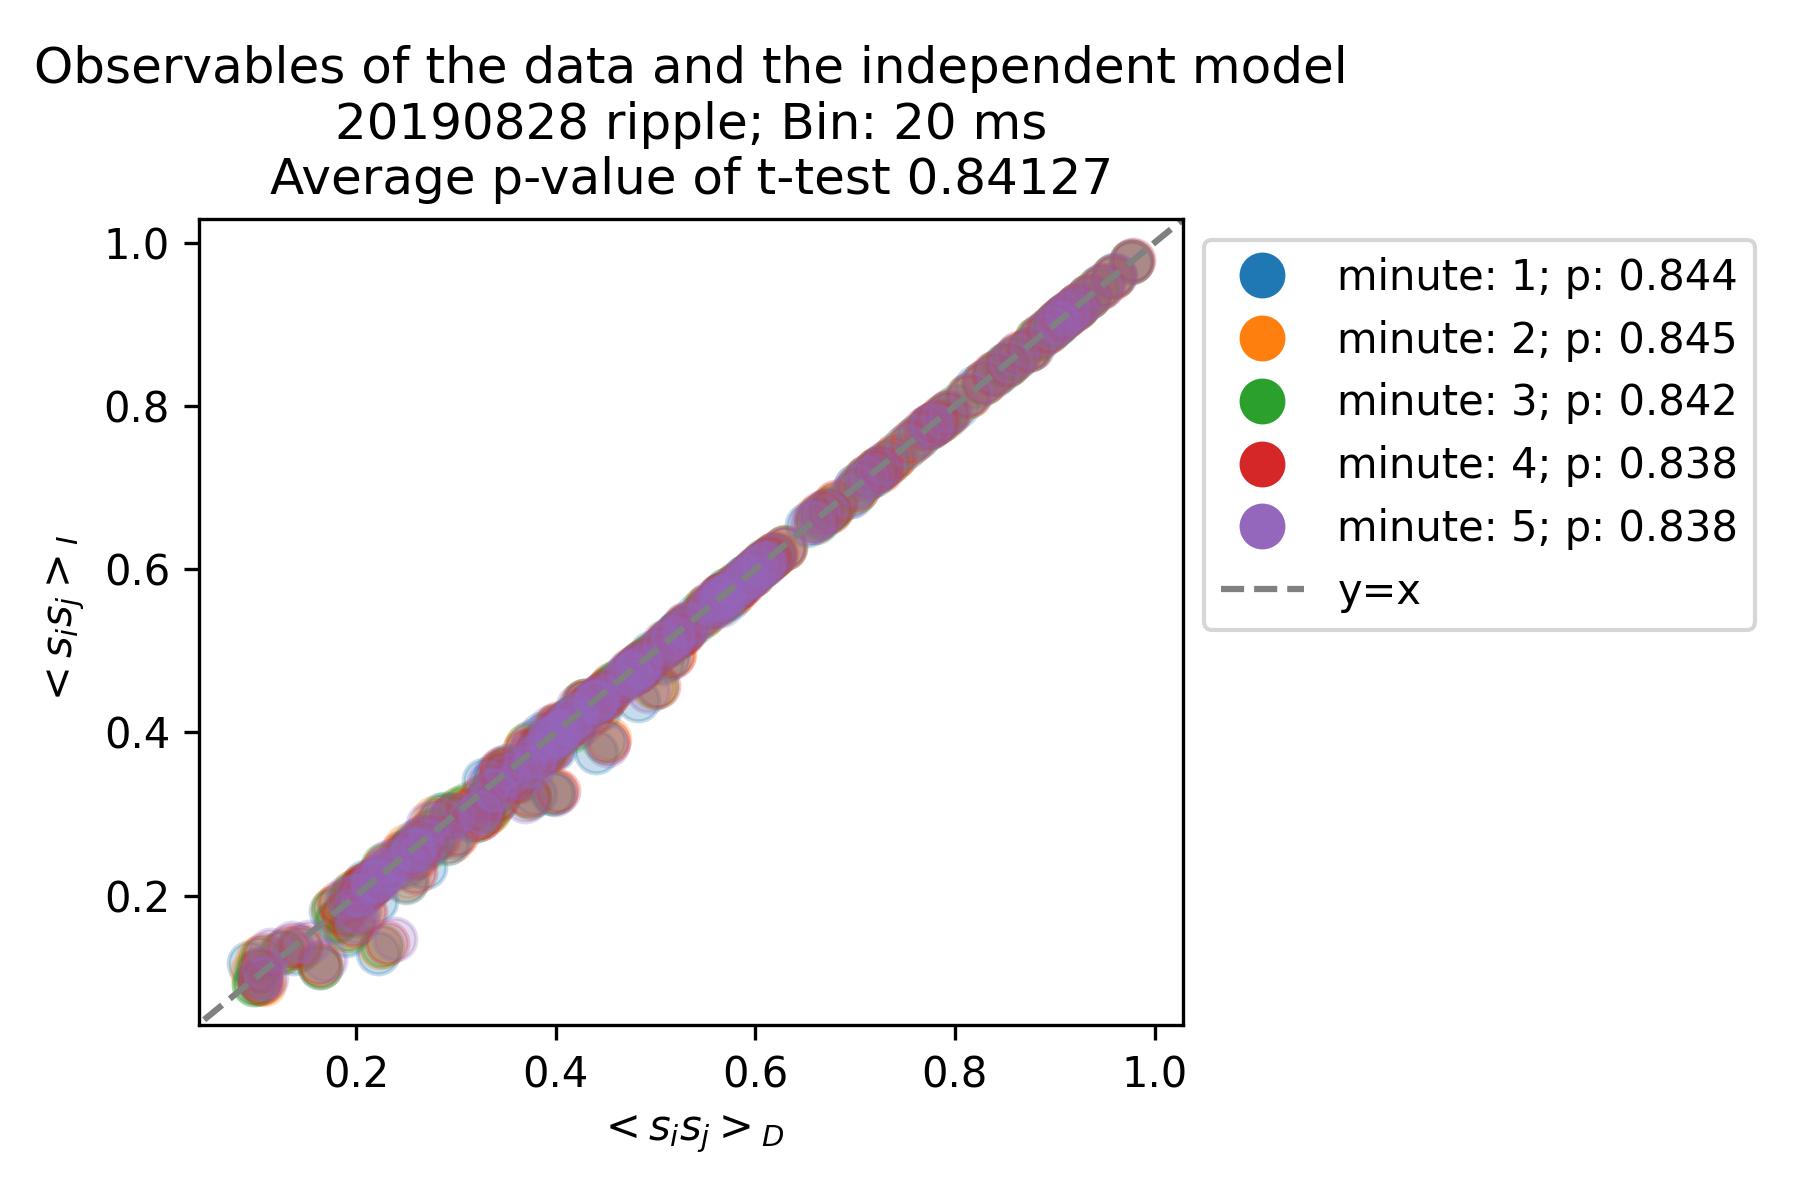 Observables of the data and the independent model
20190828 ripple; Bin: 20 ms
Average p-value of t-test 0.84127
1.0
0.8
0.6
0.4
0.2
< s_i s_j >_I
0.2 0.4 0.6 0.8 1.0
< s_i s_j >_D
minute: 1; p: 0.844
minute: 2; p: 0.845
minute: 3; p: 0.842
minute: 4; p: 0.838
minute: 5; p: 0.838
y=x